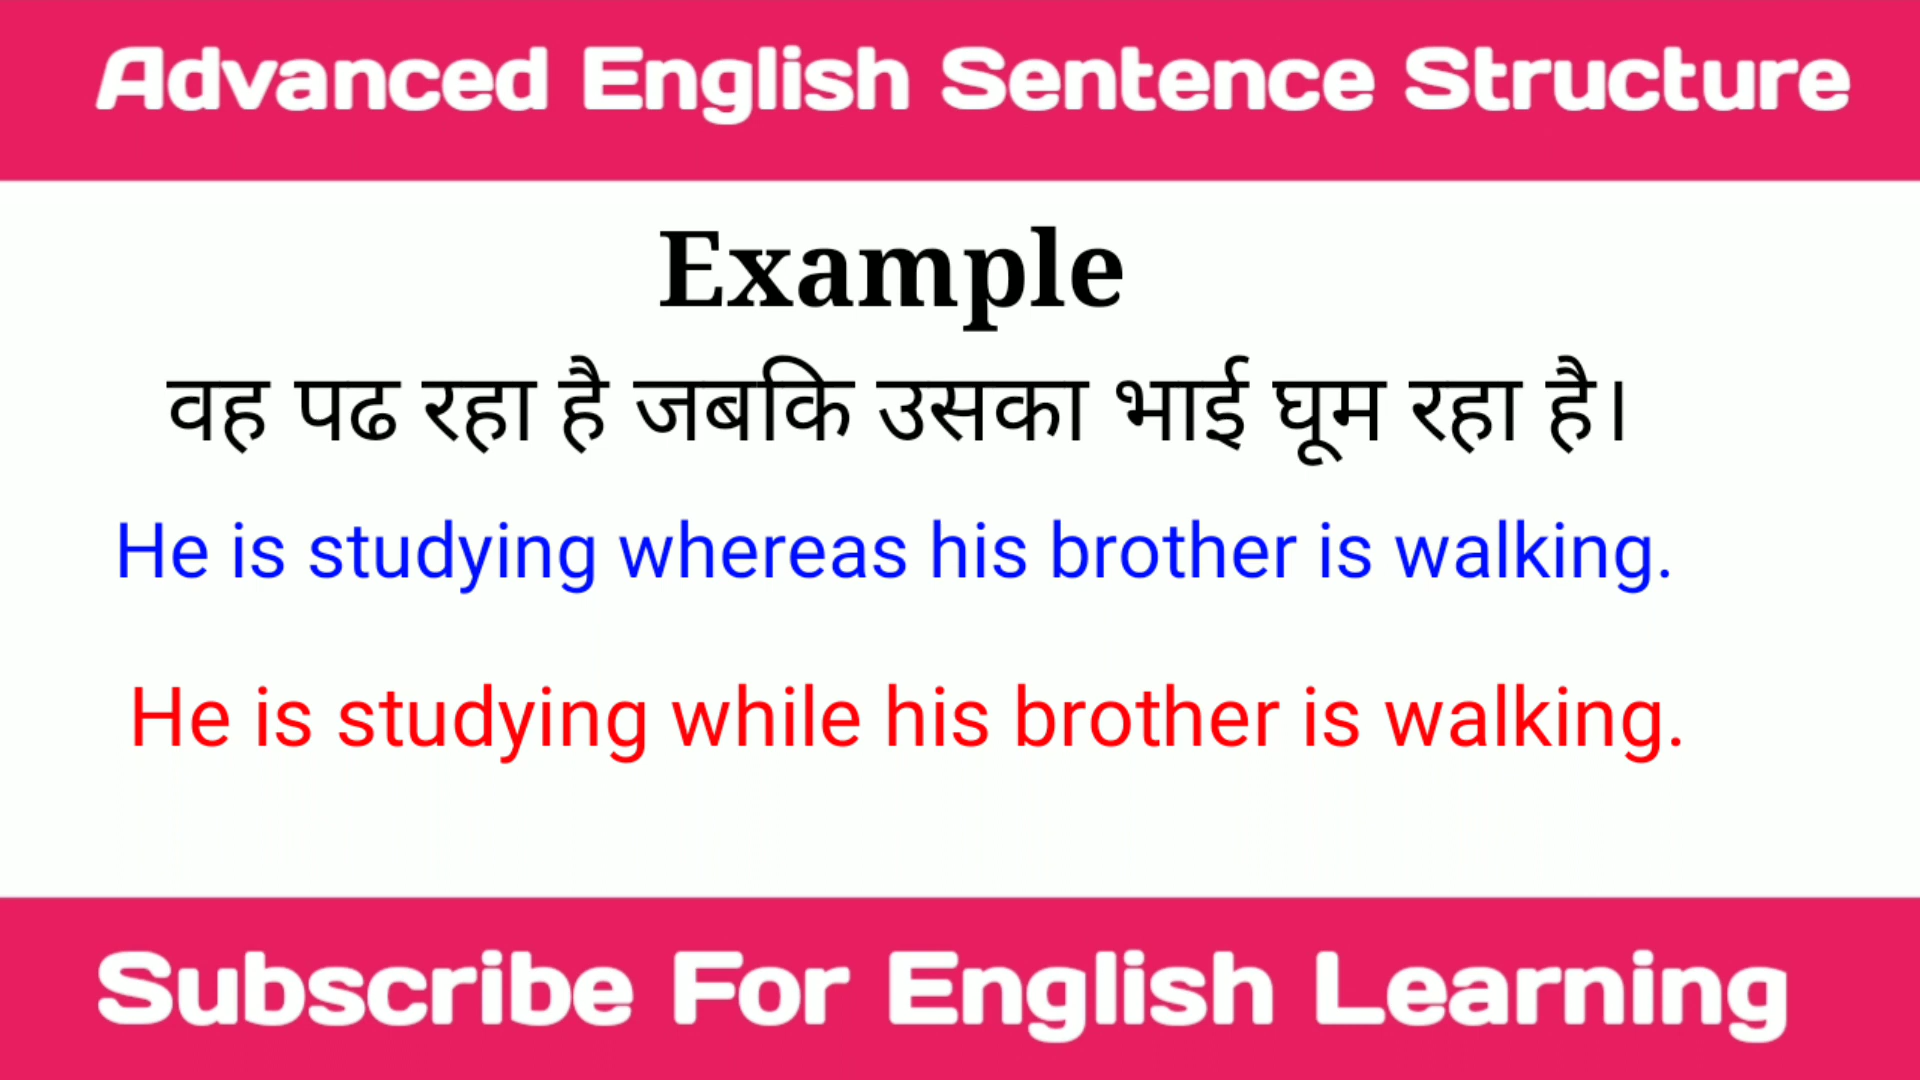 Advanced English Sentence Structure
Example
वह पढ रहा है जबकि उसका भाई घूम रहा है।
He is studying whereas his brother is walking.
He is studying while his brother is walking.
Subscribe For English Learning